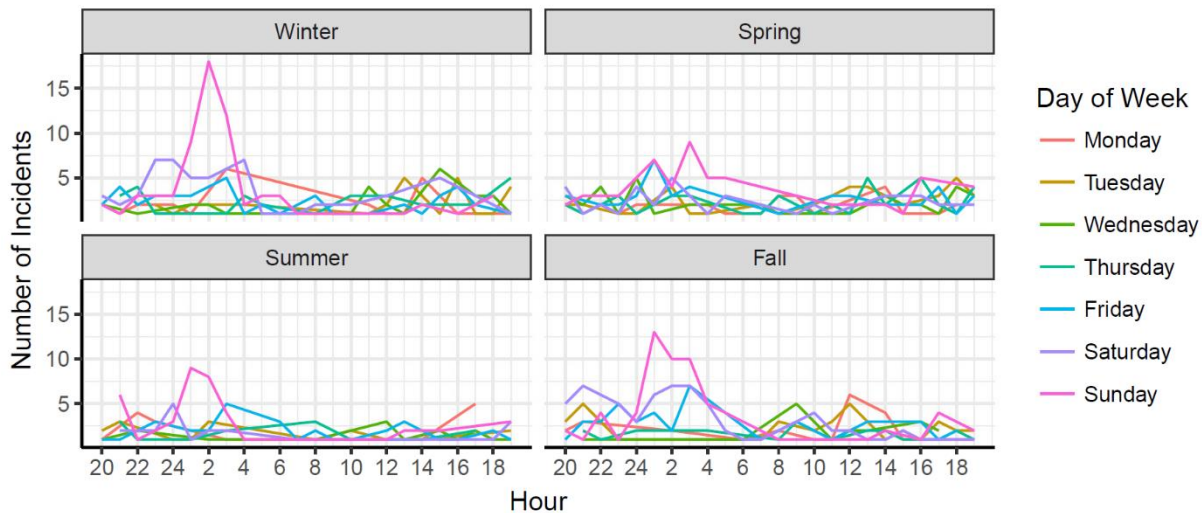 Winter
Spring
15
10
5
Summer
Fall
15
10
5
20 22 24 2 4 6 8 10 12 14 16 18
20 22 24 2 4 6 8 10 12 14 16 18
Number of Incidents
Hour
Day of Week
Monday
Tuesday
Wednesday
Thursday
Friday
Saturday
Sunday